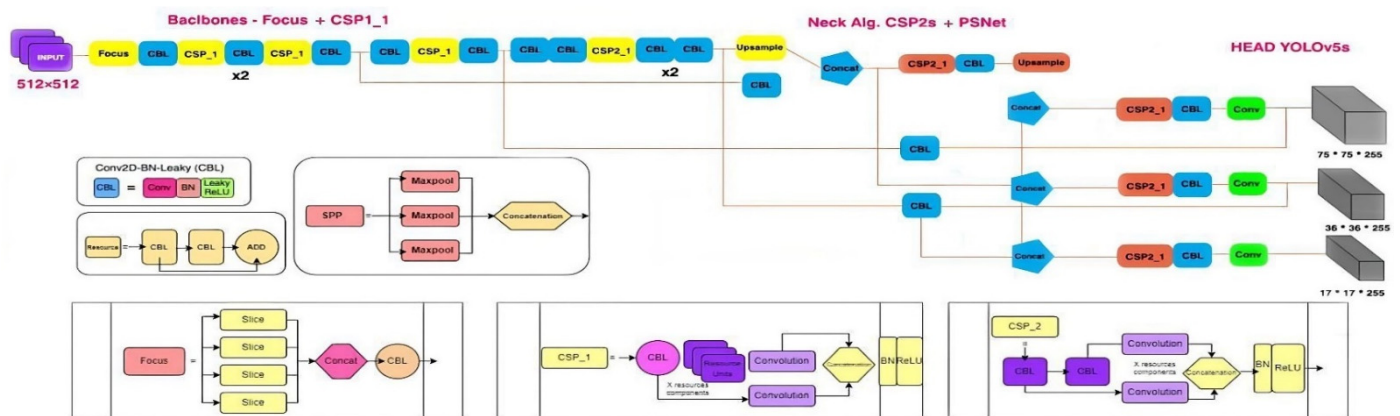 Baclbones - Focus + CSP1_1
Neck Alg. CSP2s + PSNet
HEAD YOLOv5s
INPUT
512×512
Focus CBL CSP_1 CBL CSP_1 CBL CBL CSP_1 CBL CBL CBL CSP2_1 CBL CBL Upsample
x2
x2
CBL
Concat
CSP2_1 CBL Upsample
Concat
CSP2_1 CBL Conv
75 * 75 * 255
CBL
Concat
CSP2_1 CBL Conv
36 * 36 * 255
CBL
Concat
CSP2_1 CBL Conv
17 * 17 * 255
Conv2D-BN-Leaky (CBL)
CBL = Conv BN Leaky
ReLU
Resource = CBL CBL ADD
SPP =
Maxpool
Maxpool
Maxpool
Concatenation
Focus =
Slice
Slice
Slice
Slice
Concat
CBL
CSP_1 = CBL
Resource
Units
X resources
components
Convolution
Convolution
Concatenation
BN ReLU
CSP_2
=
CBL CBL
Convolution
X resources
components
Convolution
Concatenation
BN ReLU